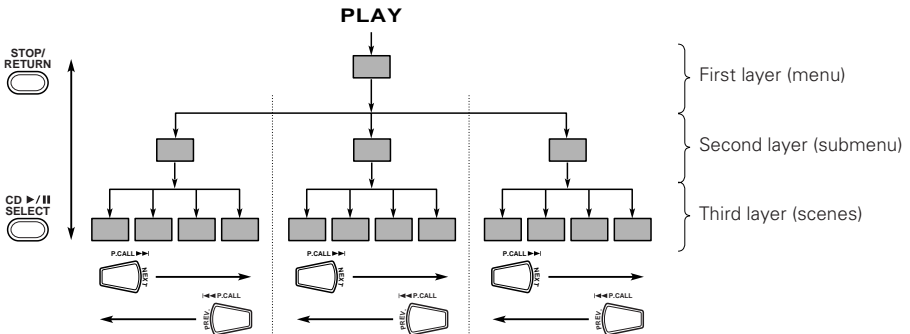 PLAY
STOP/
RETURN
First layer (menu)
Second layer (submenu)
CD ►/II
SELECT
Third layer (scenes)
P.CALL ►►I
NEXT
P.CALL ►►I
NEXT
P.CALL ►►I
NEXT
I◄◄ P.CALL
PREV.
I◄◄ P.CALL
PREV.
I◄◄ P.CALL
PREV.